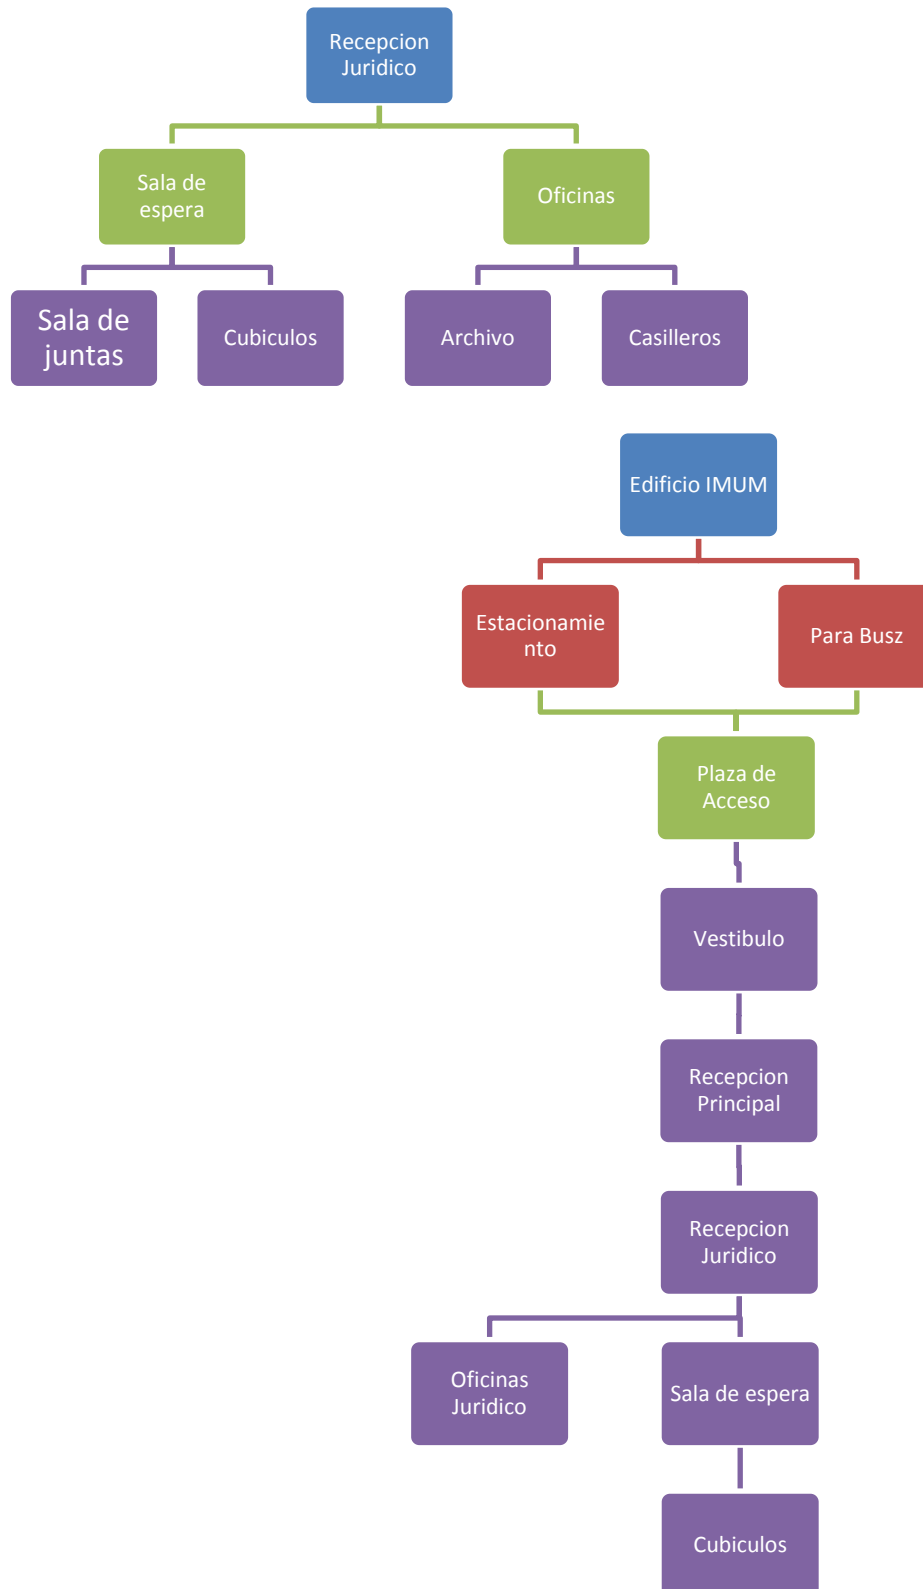 Recepcion
Juridico
Sala de
espera
Oficinas
Sala de
juntas
Cubiculos
Archivo
Casilleros
Edificio IMUM
Estacionamie
nto
Para Busz
Plaza de
Acceso
Vestibulo
Recepcion
Principal
Recepcion
Juridico
Oficinas
Juridico
Sala de espera
Cubiculos